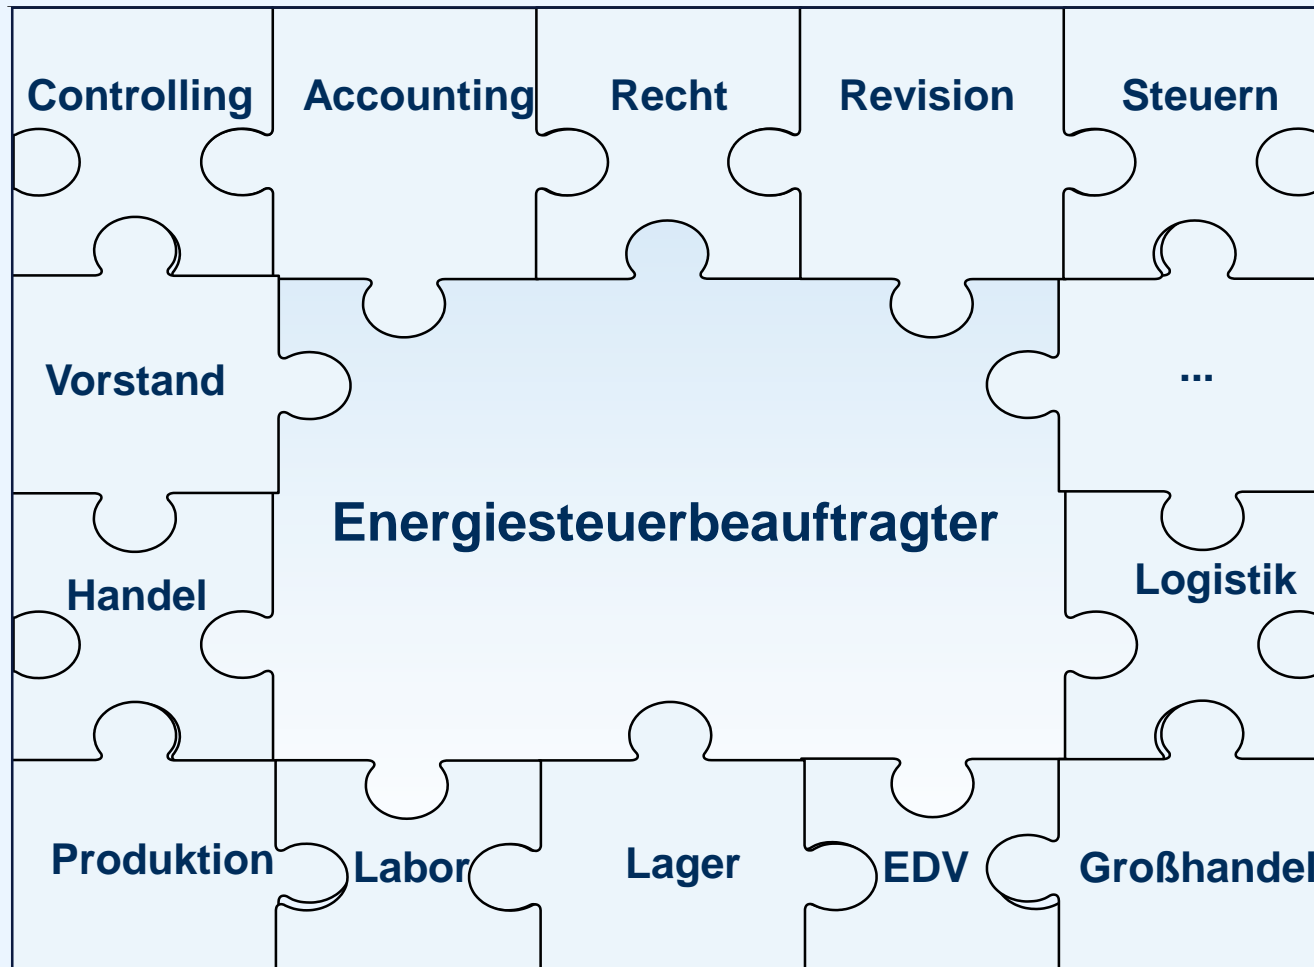 Controlling
Accounting
Recht
Revision
Steuern
Vorstand
...
Energiesteuerbeauftragter
Handel
Logistik
Produktion
Labor
Lager
EDV
Großhandel